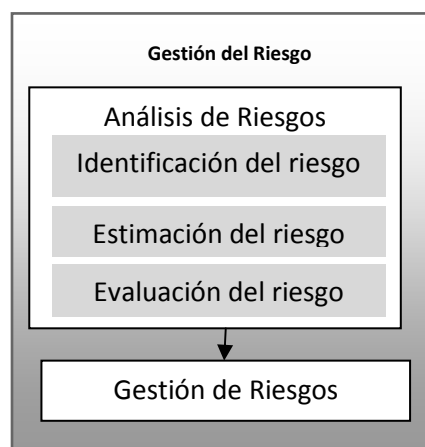 Gestión del Riesgo
Análisis de Riesgos
Identificación del riesgo
Estimación del riesgo
Evaluación del riesgo
Gestión de Riesgos